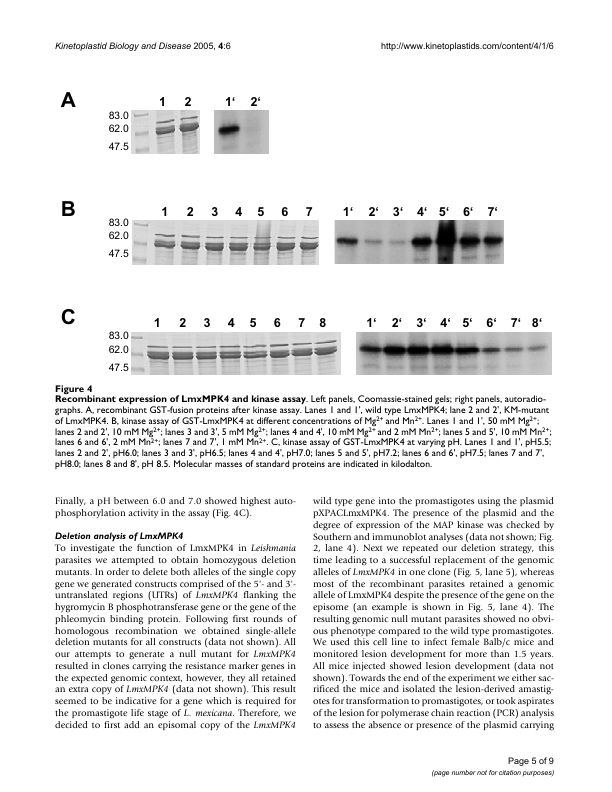 Kinetoplastid Biology and Disease 2005, 4:6
http://www.kinetoplastids.com/content/4/1/6
A
1 2 1‘ 2‘
83.0
62.0
47.5
B
1 2 3 4 5 6 7 1‘ 2‘ 3‘ 4‘ 5‘ 6‘ 7‘
83.0
62.0
47.5
C
1 2 3 4 5 6 7 8 1‘ 2‘ 3‘ 4‘ 5‘ 6‘ 7‘ 8‘
83.0
62.0
47.5
Figure 4
Recombinant expression of LmxMPK4 and kinase assay. Left panels, Coomassie-stained gels; right panels, autoradio-
graphs. A, recombinant GST-fusion proteins after kinase assay. Lanes 1 and 1', wild type LmxMPK4; lane 2 and 2', KM-mutant
of LmxMPK4. B, kinase assay of GST-LmxMPK4 at different concentrations of Mg2+ and Mn2+. Lanes 1 and 1', 50 mM Mg2+;
lanes 2 and 2', 10 mM Mg2+; lanes 3 and 3', 5 mM Mg2+; lanes 4 and 4', 10 mM Mg2+ and 2 mM Mn2+; lanes 5 and 5', 10 mM Mn2+;
lanes 6 and 6', 2 mM Mn2+; lanes 7 and 7', 1 mM Mn2+. C, kinase assay of GST-LmxMPK4 at varying pH. Lanes 1 and 1', pH5.5;
lanes 2 and 2', pH6.0; lanes 3 and 3', pH6.5; lanes 4 and 4', pH7.0; lanes 5 and 5', pH7.2; lanes 6 and 6', pH7.5; lanes 7 and 7',
pH8.0; lanes 8 and 8', pH 8.5. Molecular masses of standard proteins are indicated in kilodalton.
Finally, a pH between 6.0 and 7.0 showed highest auto-
phosphorylation activity in the assay (Fig. 4C).
Deletion analysis of LmxMPK4
To investigate the function of LmxMPK4 in Leishmania
parasites we attempted to obtain homozygous deletion
mutants. In order to delete both alleles of the single copy
gene we generated constructs comprised of the 5'- and 3'-
untranslated regions (UTRs) of LmxMPK4 flanking the
hygromycin B phosphotransferase gene or the gene of the
phleomycin binding protein. Following first rounds of
homologous recombination we obtained single-allele
deletion mutants for all constructs (data not shown). All
our attempts to generate a null mutant for LmxMPK4
resulted in clones carrying the resistance marker genes in
the expected genomic context, however, they all retained
an extra copy of LmxMPK4 (data not shown). This result
seemed to be indicative for a gene which is required for
the promastigote life stage of L. mexicana. Therefore, we
decided to first add an episomal copy of the LmxMPK4
wild type gene into the promastigotes using the plasmid
pXPACLmxMPK4. The presence of the plasmid and the
degree of expression of the MAP kinase was checked by
Southern and immunoblot analyses (data not shown; Fig.
2, lane 4). Next we repeated our deletion strategy, this
time leading to a successful replacement of the genomic
alleles of LmxMPK4 in one clone (Fig. 5, lane 5), whereas
most of the recombinant parasites retained a genomic
allele of LmxMPK4 despite the presence of the gene on the
episome (an example is shown in Fig. 5, lane 4). The
resulting genomic null mutant parasites showed no obvi-
ous phenotype compared to the wild type promastigotes.
We used this cell line to infect female Balb/c mice and
monitored lesion development for more than 1.5 years.
All mice injected showed lesion development (data not
shown). Towards the end of the experiment we either sac-
rificed the mice and isolated the lesion-derived amastig-
otes for transformation to promastigotes, or took aspirates
of the lesion for polymerase chain reaction (PCR) analysis
to assess the absence or presence of the plasmid carrying
Page 5 of 9
(page number not for citation purposes)